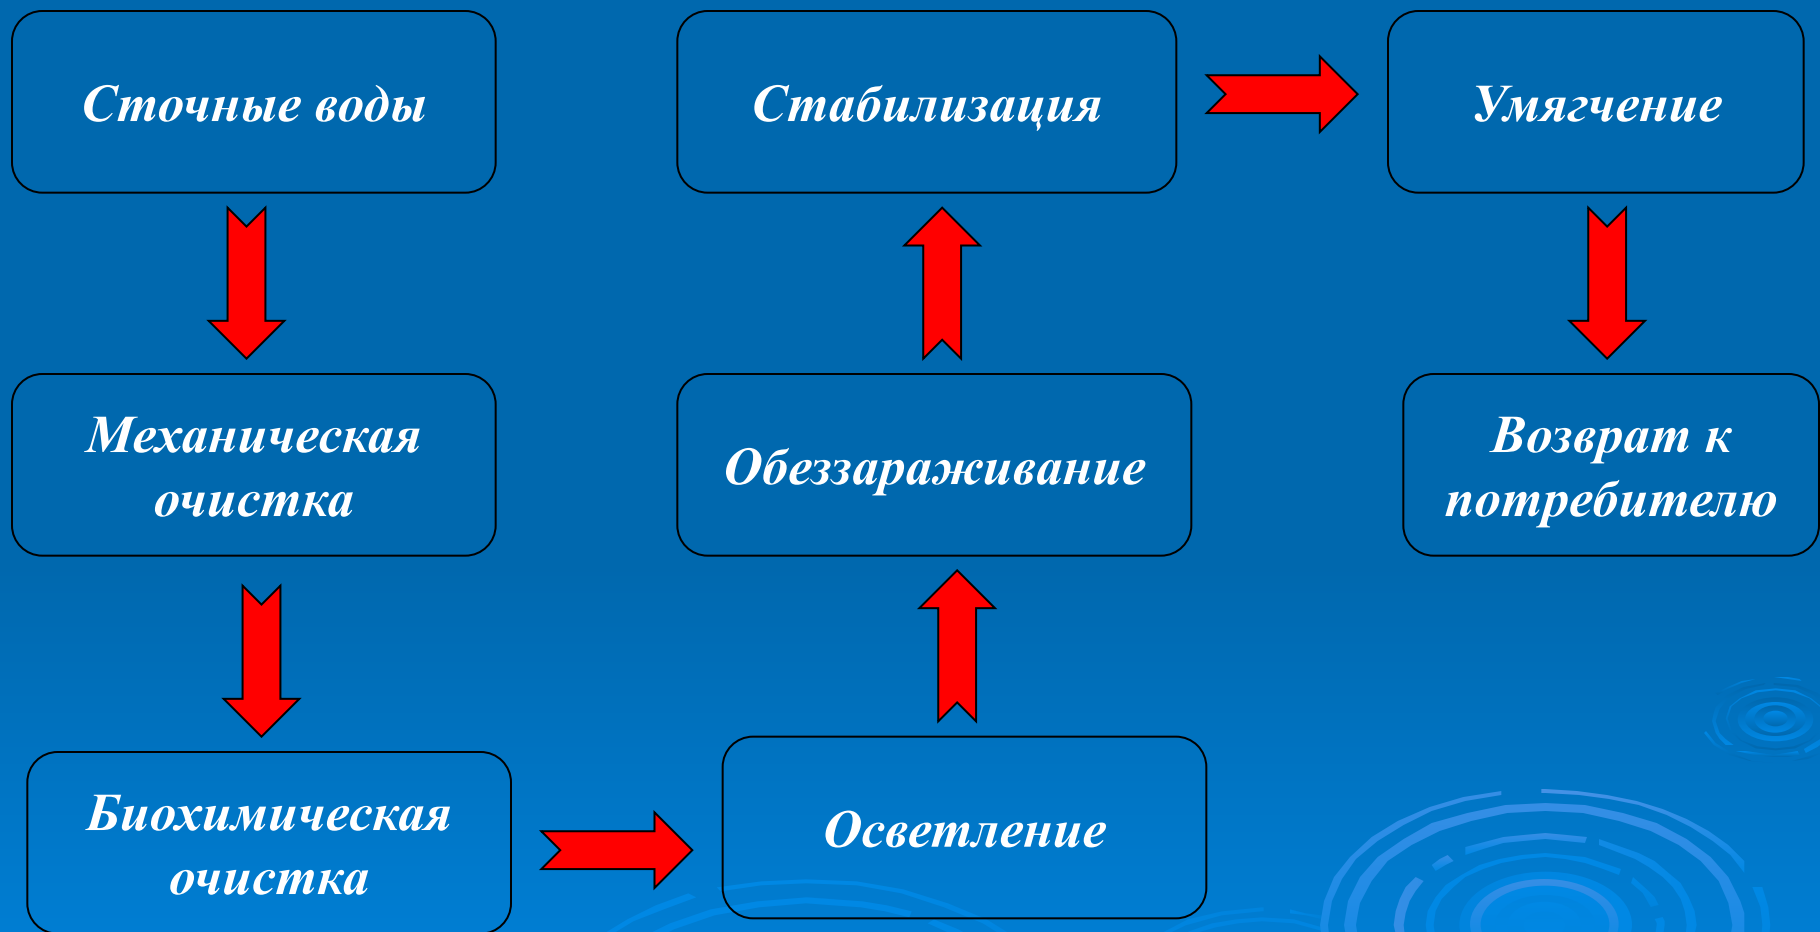 Сточные воды
Механическая
очистка
Биохимическая
очистка
Осветление
Обеззараживание
Стабилизация
Умягчение
Возврат к
потребителю